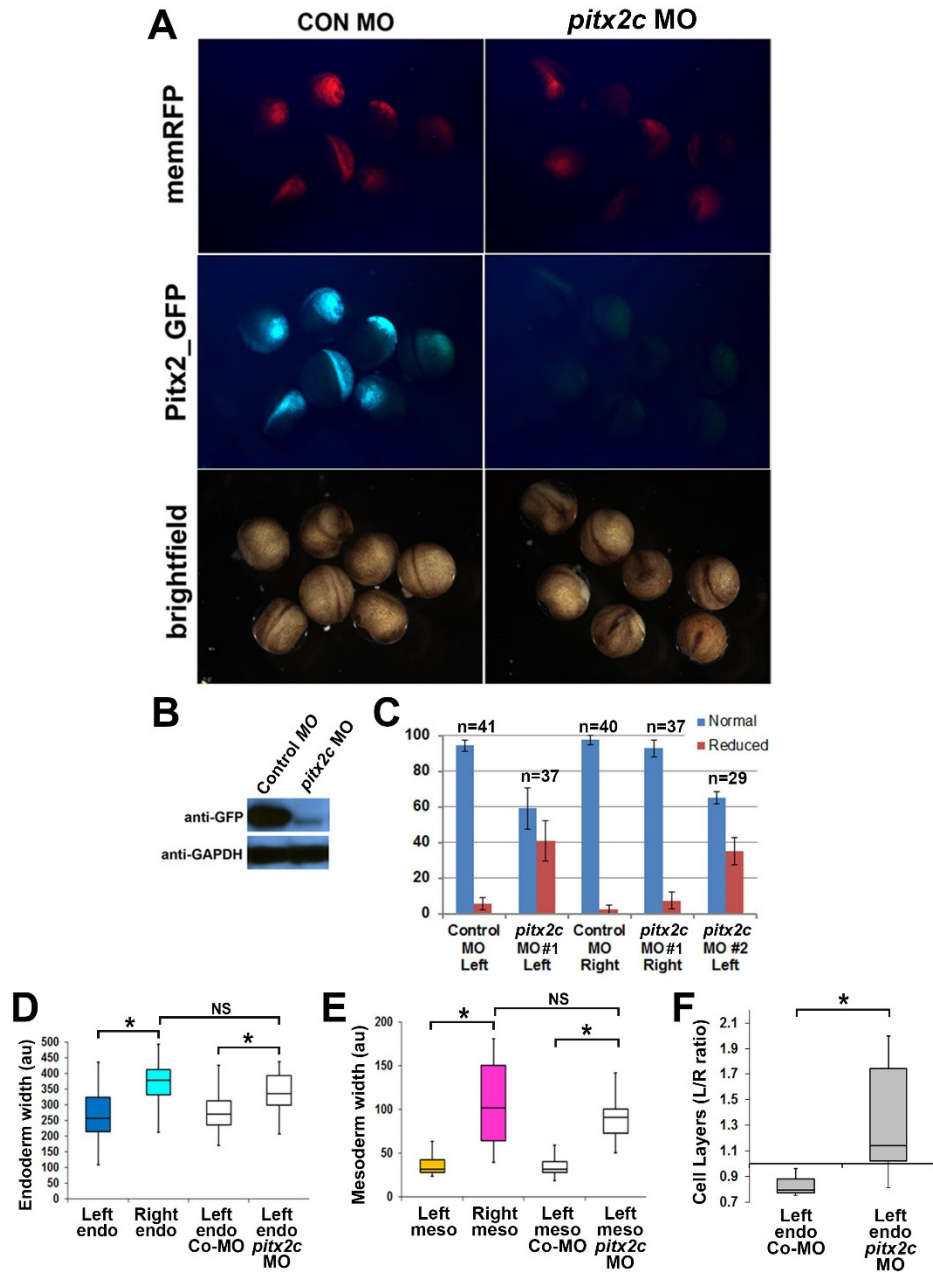 A
CON MO
pitx2c MO
memRFP
Pitx2_GFP
brightfield
B
Control MO
pitx2c MO
anti-GFP
anti-GAPDH
C
n=41
n=37
n=40
n=37
n=29
Normal
Reduced
100
80
60
40
20
0
Control
MO
Left
pitx2c
MO #1
Left
Control
MO
Right
pitx2c
MO #1
Right
pitx2c
MO #2
Left
D
Endoderm width (au)
500
450
400
350
300
250
200
150
100
50
0
*
NS
*
Left
endo
Right
endo
Left
endo
Co-MO
Left
endo
pitx2c
MO
E
Mesoderm width (au)
200
150
100
50
0
*
NS
*
Left
meso
Right
meso
Left
meso
Co-MO
Left
meso
pitx2c
MO
F
Cell Layers (L/R ratio)
2.1
1.9
1.7
1.5
1.3
1.1
0.9
0.7
*
Left
endo
Co-MO
Left
endo
pitx2c
MO